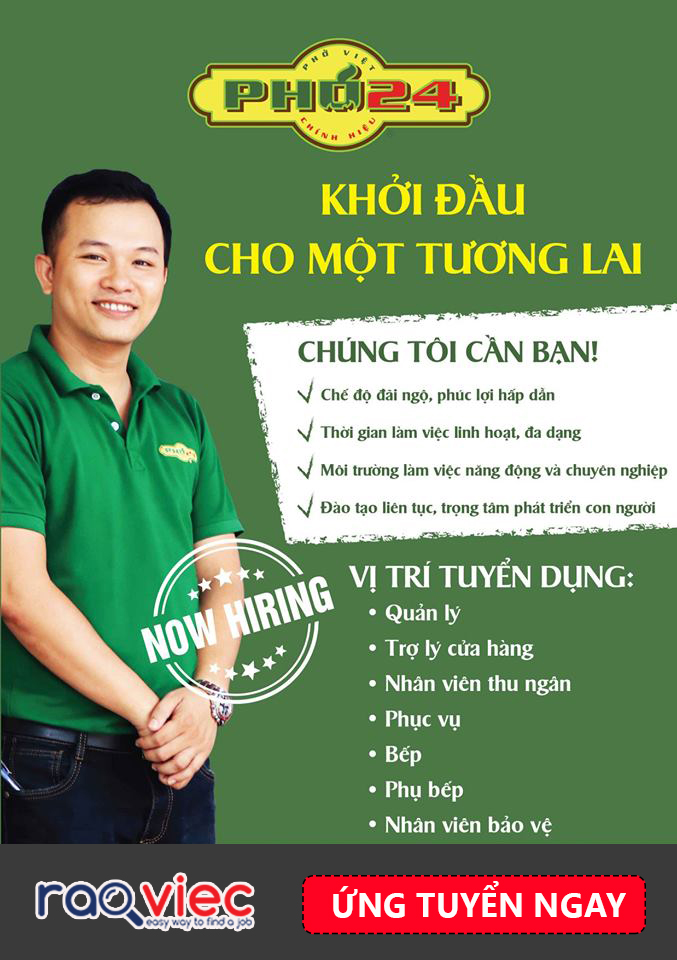 PHỞ VIỆT
PHỞ24
CHÍNH HIỆU
KHỞI ĐẦU
CHO MỘT TƯƠNG LAI
CHÚNG TÔI CẦN BẠN!
Chế độ đãi ngộ, phúc lợi hấp dẫn
Thời gian làm việc linh hoạt, đa dạng
Môi trường làm việc năng động và chuyên nghiệp
Đào tạo liên tục, trọng tâm phát triển con người
NOW HIRING
VỊ TRÍ TUYỂN DỤNG:
• Quản lý
• Trợ lý cửa hàng
• Nhân viên thu ngân
• Phục vụ
• Bếp
• Phụ bếp
• Nhân viên bảo vệ
raoviec
easy way to find a job
ỨNG TUYỂN NGAY